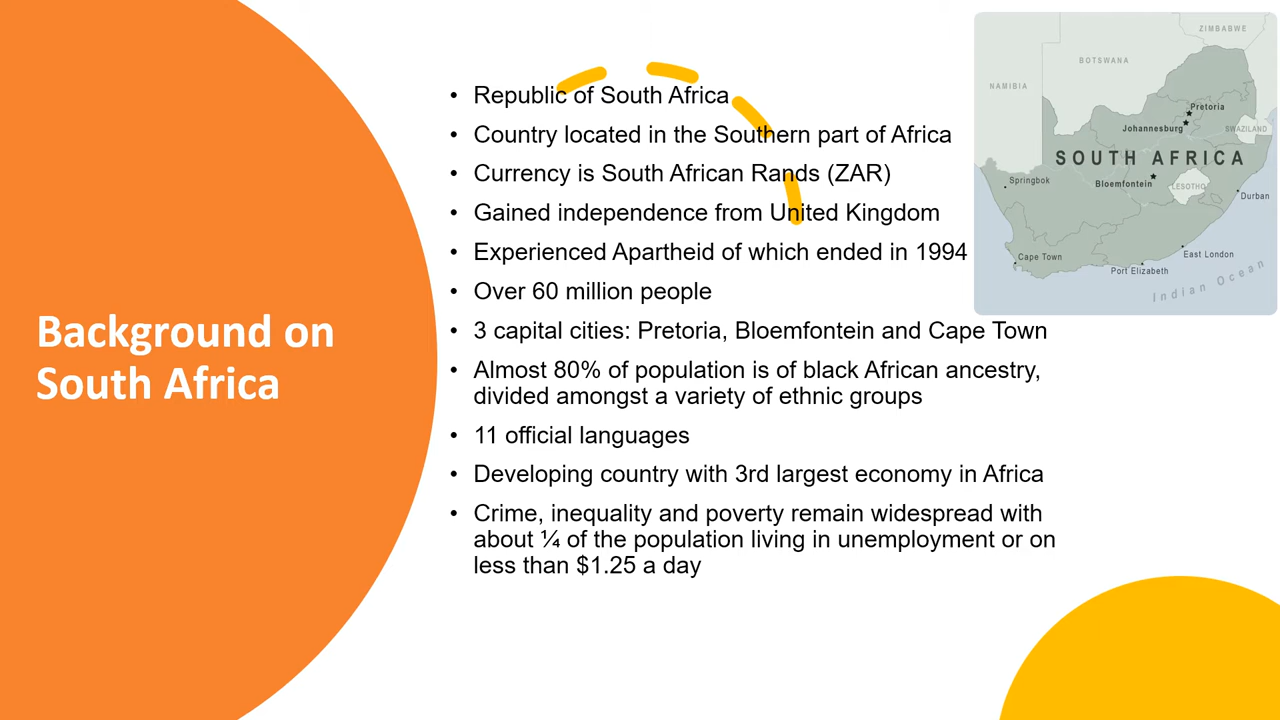 Background on
South Africa
• Republic of South Africa
• Country located in the Southern part of Africa
• Currency is South African Rands (ZAR)
• Gained independence from United Kingdom
• Experienced Apartheid of which ended in 1994
• Over 60 million people
• 3 capital cities: Pretoria, Bloemfontein and Cape Town
• Almost 80% of population is of black African ancestry,
divided amongst a variety of ethnic groups
• 11 official languages
• Developing country with 3rd largest economy in Africa
• Crime, inequality and poverty remain widespread with
about ¼ of the population living in unemployment or on
less than $1.25 a day
ZIMBABWE
BOTSWANA
NAMIBIA
Pretoria
Johannesburg
SWAZILAND
SOUTH AFRICA
Springbok
Bloemfontein
LESOTHO
Durban
Cape Town
East London
Port Elizabeth
Indian Ocean